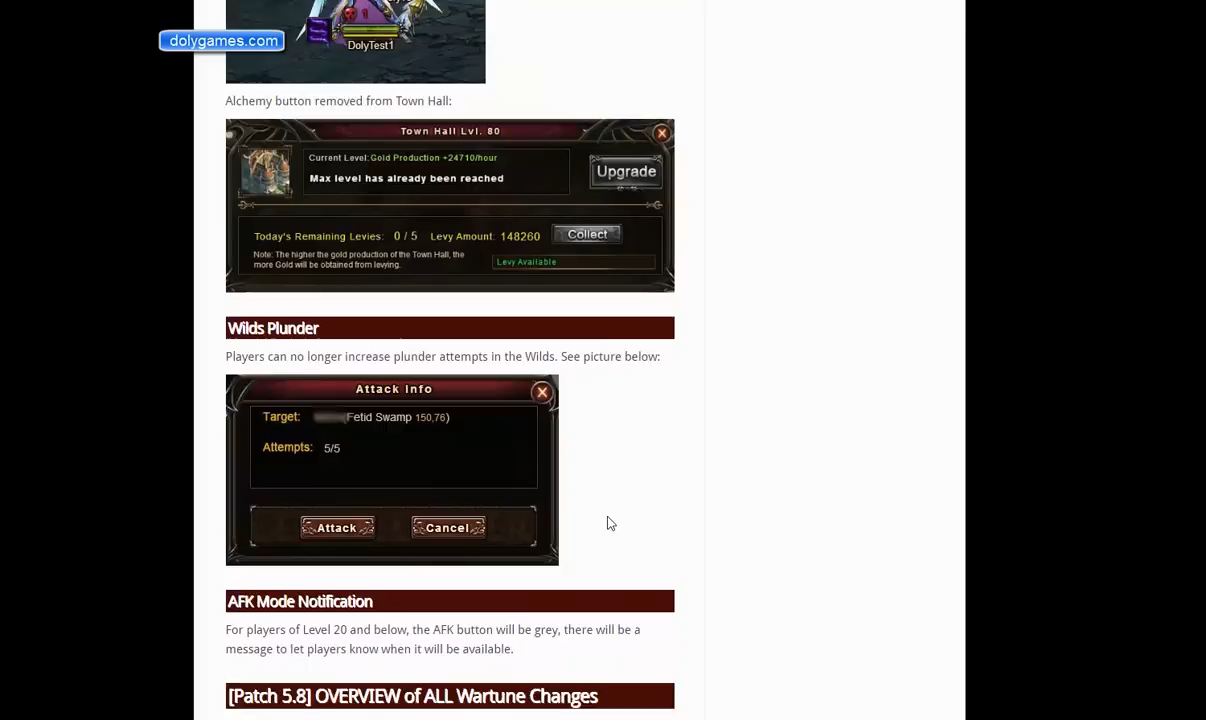 dolygames.com
1
DolyTest1
Alchemy button removed from Town Hall:
Town Hall Lvl. 80
Current Level:Gold Production +24710/hour
Max level has already been reached
Upgrade
Today's Remaining Levies: 0 / 5 Levy Amount: 148260 Collect
Note: The higher the gold production of the Town Hall, the
more Gold will be obtained from levying.
Levy Available
Wilds Plunder
Players can no longer increase plunder attempts in the Wilds. See picture below:
Attack Info
Target: (Fetid Swamp 150,76)
Attempts: 5/5
Attack Cancel
AFK Mode Notification
For players of Level 20 and below, the AFK button will be grey, there will be a
message to let players know when it will be available.
[Patch 5.8] OVERVIEW of ALL Wartune Changes